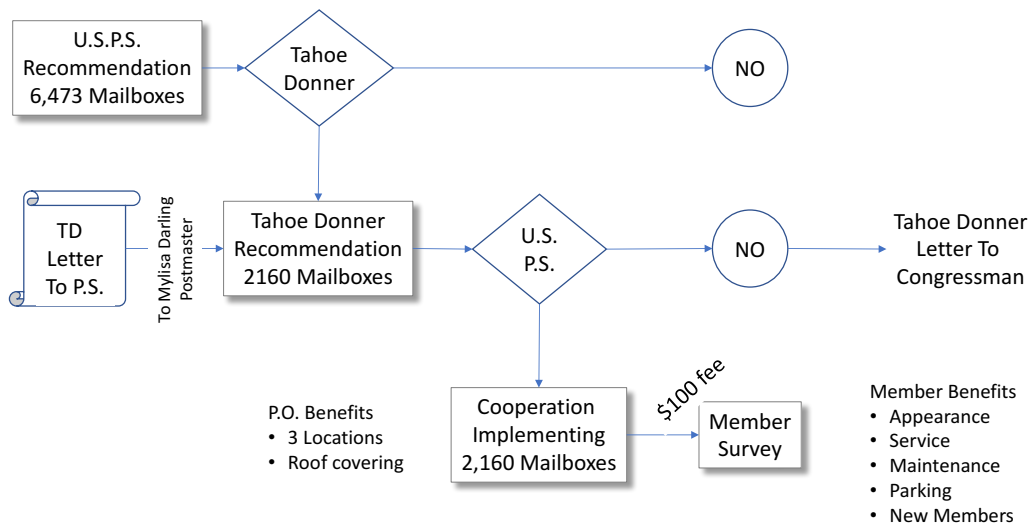 U.S.P.S.
Recommendation
6,473 Mailboxes
Tahoe
Donner
NO
TD
Letter
To P.S.
To Mylisa Darling
Postmaster
Tahoe Donner
Recommendation
2160 Mailboxes
U.S.
P.S.
NO
Tahoe Donner
Letter To
Congressman
P.O. Benefits
• 3 Locations
• Roof covering
Cooperation
Implementing
2,160 Mailboxes
$100 fee
Member
Survey
Member Benefits
• Appearance
• Service
• Maintenance
• Parking
• New Members